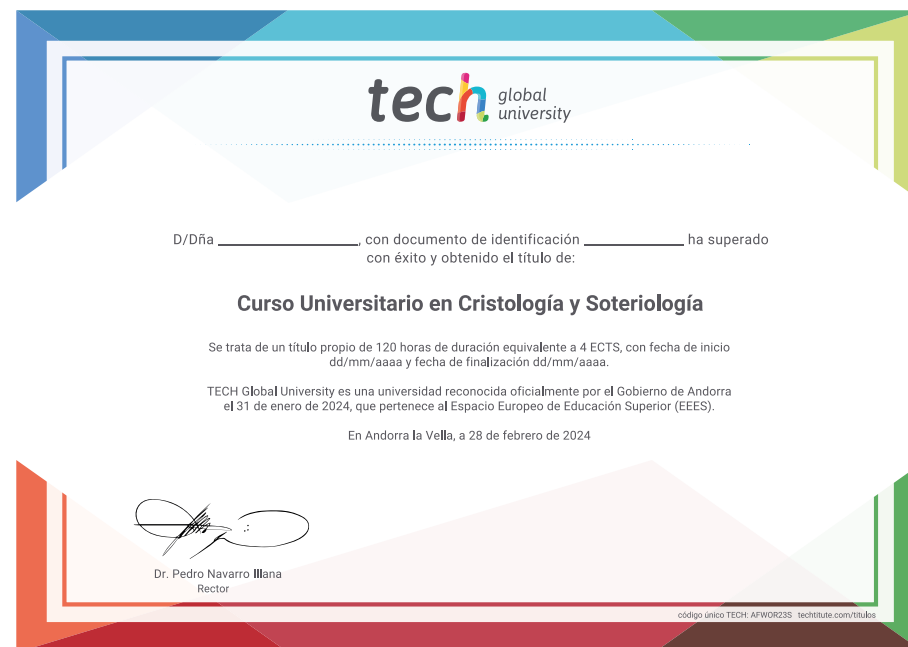 tech global
university
D/Dña ____________________, con documento de identificación ______________ ha superado
con éxito y obtenido el título de:
Curso Universitario en Cristología y Soteriología
Se trata de un título propio de 120 horas de duración equivalente a 4 ECTS, con fecha de inicio
dd/mm/aaaa y fecha de finalización dd/mm/aaaa.
TECH Global University es una universidad reconocida oficialmente por el Gobierno de Andorra
el 31 de enero de 2024, que pertenece al Espacio Europeo de Educación Superior (EEES).
En Andorra la Vella, a 28 de febrero de 2024
Dr. Pedro Navarro Illana
Rector
código único TECH: AFWOR23S techtitute.com/titulos